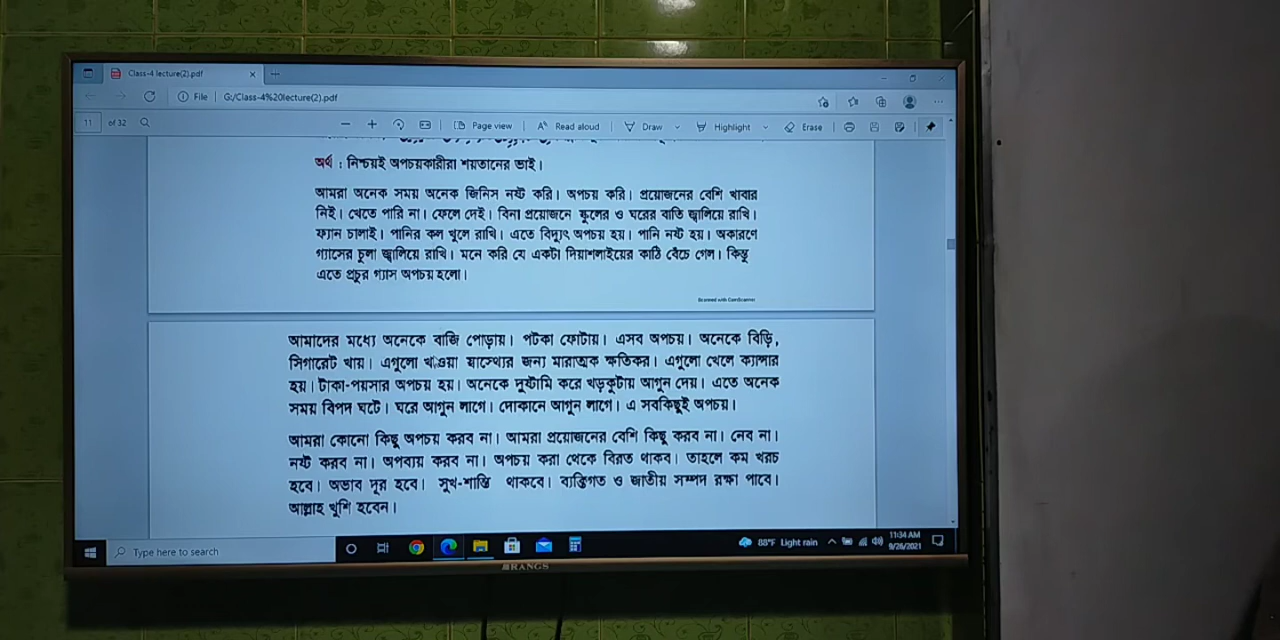 Class-4 lecture(2).pdf
File G:/Class-4%20lecture(2).pdf
11 of 32 Page view Read aloud Draw Highlight Erase
অর্থ : নিশ্চয়ই অপচয়কারীরা শয়তানের ভাই।
আমরা অনেক সময় অনেক জিনিস নষ্ট করি। অপচয় করি। প্রয়োজনের বেশি খাবার
নিই। খেতে পারি না। ফেলে দেই। বিনা প্রয়োজনে স্কুলের ও ঘরের বাতি জ্বালিয়ে রাখি।
ফ্যান চালাই। পানির কল খুলে রাখি। এতে বিদ্যুৎ অপচয় হয়। পানি নষ্ট হয়। অকারণে
গ্যাসের চুলা জ্বালিয়ে রাখি। মনে করি যে একটা দিয়াশলাইয়ের কাঠি বেঁচে গেল। কিন্তু
এতে প্রচুর গ্যাস অপচয় হলো।
Scanned with CamScanner
আমাদের মধ্যে অনেকে বাজি পোড়ায়। পটকা ফোটায়। এসব অপচয়। অনেকে বিড়ি,
সিগারেট খায়। এগুলো খাওয়া স্বাস্থ্যের জন্য মারাত্মক ক্ষতিকর। এগুলো খেলে ক্যান্সার
হয়। টাকা-পয়সার অপচয় হয়। অনেকে দুষ্টামি করে খড়কুটায় আগুন দেয়। এতে অনেক
সময় বিপদ ঘটে। ঘরে আগুন লাগে। দোকানে আগুন লাগে। এ সবকিছুই অপচয়।
আমরা কোনো কিছু অপচয় করব না। আমরা প্রয়োজনের বেশি কিছু করব না। নেব না।
নষ্ট করব না। অপব্যয় করব না। অপচয় করা থেকে বিরত থাকব। তাহলে কম খরচ
হবে। অভাব দূর হবে। সুখ-শান্তি থাকবে। ব্যক্তিগত ও জাতীয় সম্পদ রক্ষা পাবে।
আল্লাহ খুশি হবেন।
Type here to search
88°F Light rain
11:34 AM
9/26/2021
RANGS